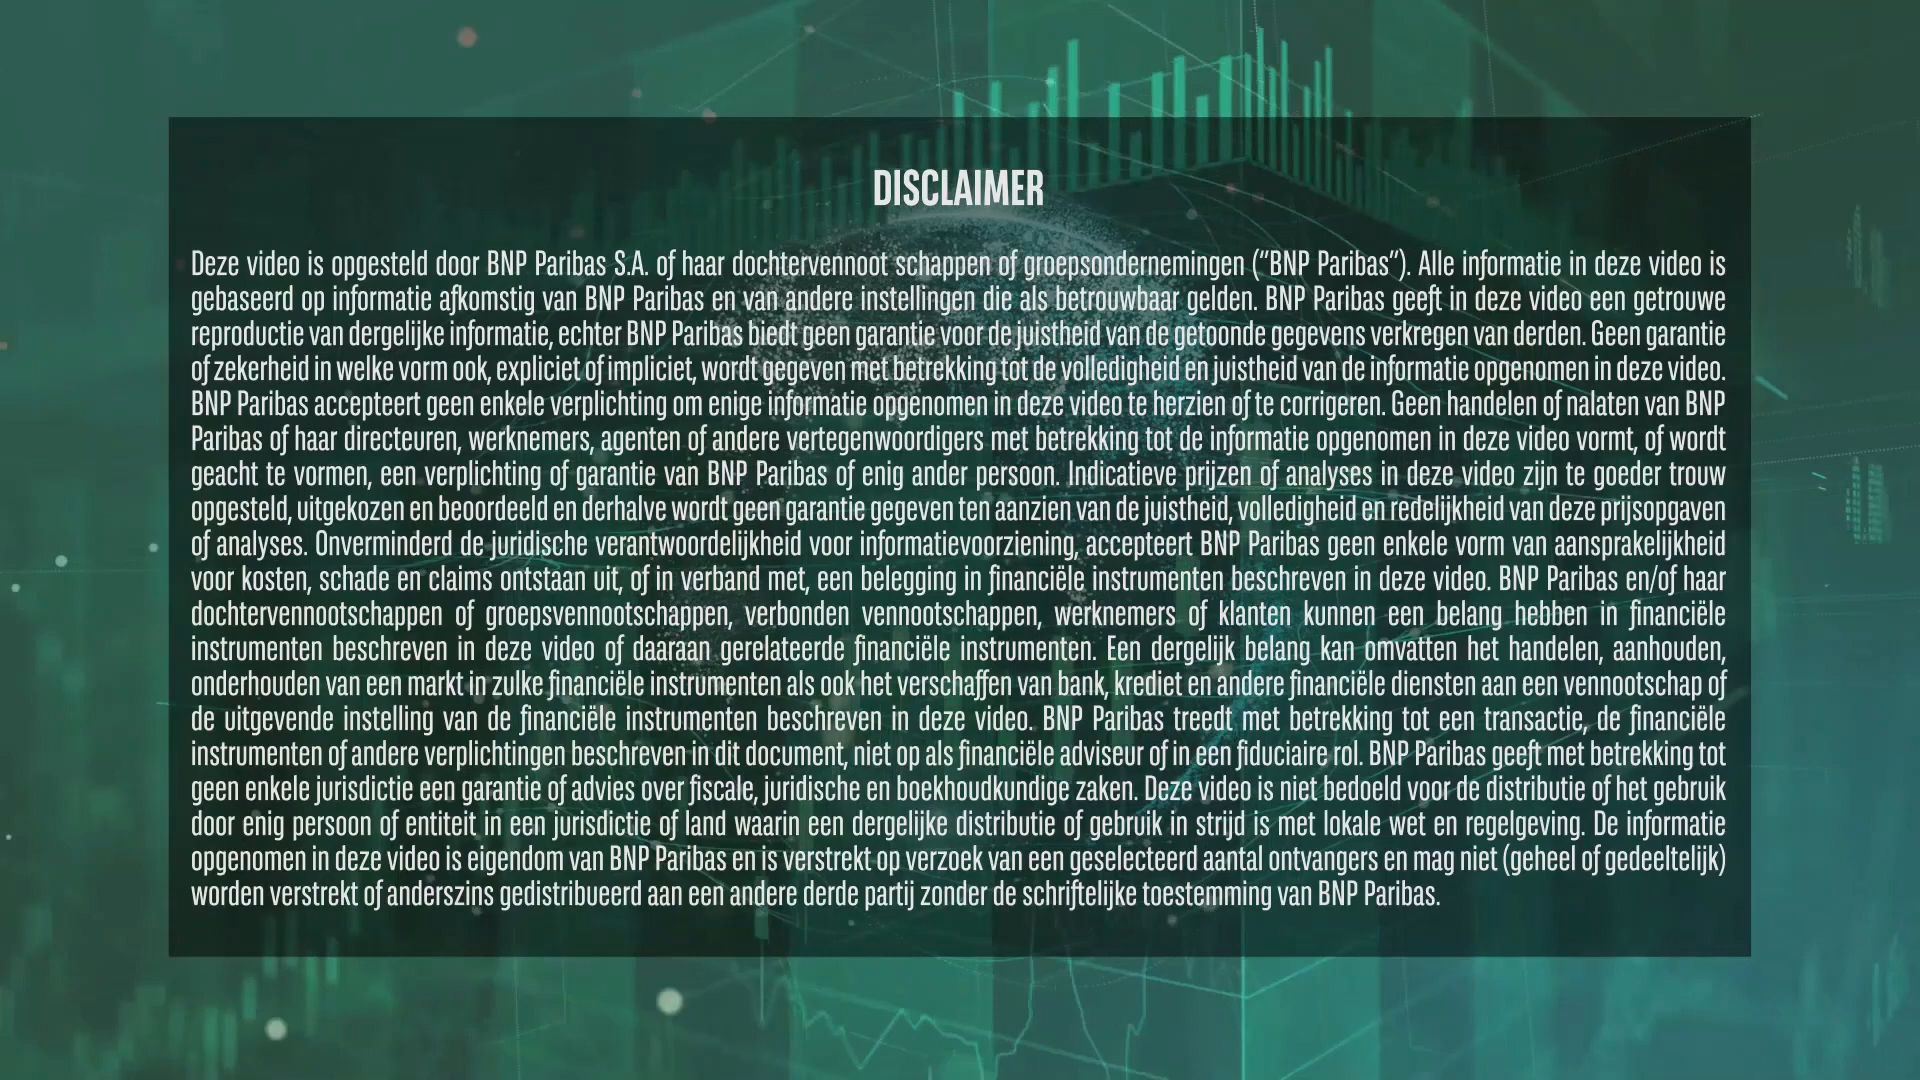 DISCLAIMER
Deze video is opgesteld door BNP Paribas S.A. of haar dochtervennoot schappen of groepsondernemingen (“BNP Paribas”). Alle informatie in deze video is
gebaseerd op informatie afkomstig van BNP Paribas en van andere instellingen die als betrouwbaar gelden. BNP Paribas geeft in deze video een getrouwe
reproductie van dergelijke informatie, echter BNP Paribas biedt geen garantie voor de juistheid van de getoonde gegevens verkregen van derden. Geen garantie
of zekerheid in welke vorm ook, expliciet of impliciet, wordt gegeven met betrekking tot de volledigheid en juistheid van de informatie opgenomen in deze video.
BNP Paribas accepteert geen enkele verplichting om enige informatie opgenomen in deze video te herzien of te corrigeren. Geen handelen of nalaten van BNP
Paribas of haar directeuren, werknemers, agenten of andere vertegenwoordigers met betrekking tot de informatie opgenomen in deze video vormt, of wordt
geacht te vormen, een verplichting of garantie van BNP Paribas of enig ander persoon. Indicatieve prijzen of analyses in deze video zijn te goeder trouw
opgesteld, uitgekozen en beoordeeld en derhalve wordt geen garantie gegeven ten aanzien van de juistheid, volledigheid en redelijkheid van deze prijsopgaven
of analyses. Onverminderd de juridische verantwoordelijkheid voor informatievoorziening, accepteert BNP Paribas geen enkele vorm van aansprakelijkheid
voor kosten, schade en claims ontstaan uit, of in verband met, een belegging in financiële instrumenten beschreven in deze video. BNP Paribas en/of haar
dochtervennootschappen of groepsvennootschappen, verbonden vennootschappen, werknemers of klanten kunnen een belang hebben in financiële
instrumenten beschreven in deze video of daaraan gerelateerde financiële instrumenten. Een dergelijk belang kan omvatten het handelen, aanhouden,
onderhouden van een markt in zulke financiële instrumenten als ook het verschaffen van bank, krediet en andere financiële diensten aan een vennootschap of
de uitgevende instelling van de financiële instrumenten beschreven in deze video. BNP Paribas treedt met betrekking tot een transactie, de financiële
instrumenten of andere verplichtingen beschreven in dit document, niet op als financiële adviseur of in een fiduciaire rol. BNP Paribas geeft met betrekking tot
geen enkele jurisdictie een garantie of advies over fiscale, juridische en boekhoudkundige zaken. Deze video is niet bedoeld voor de distributie of het gebruik
door enig persoon of entiteit in een jurisdictie of land waarin een dergelijke distributie of gebruik in strijd is met lokale wet en regelgeving. De informatie
opgenomen in deze video is eigendom van BNP Paribas en is verstrekt op verzoek van een geselecteerd aantal ontvangers en mag niet (geheel of gedeeltelijk)
worden verstrekt of anderszins gedistribueerd aan een andere derde partij zonder de schriftelijke toestemming van BNP Paribas.